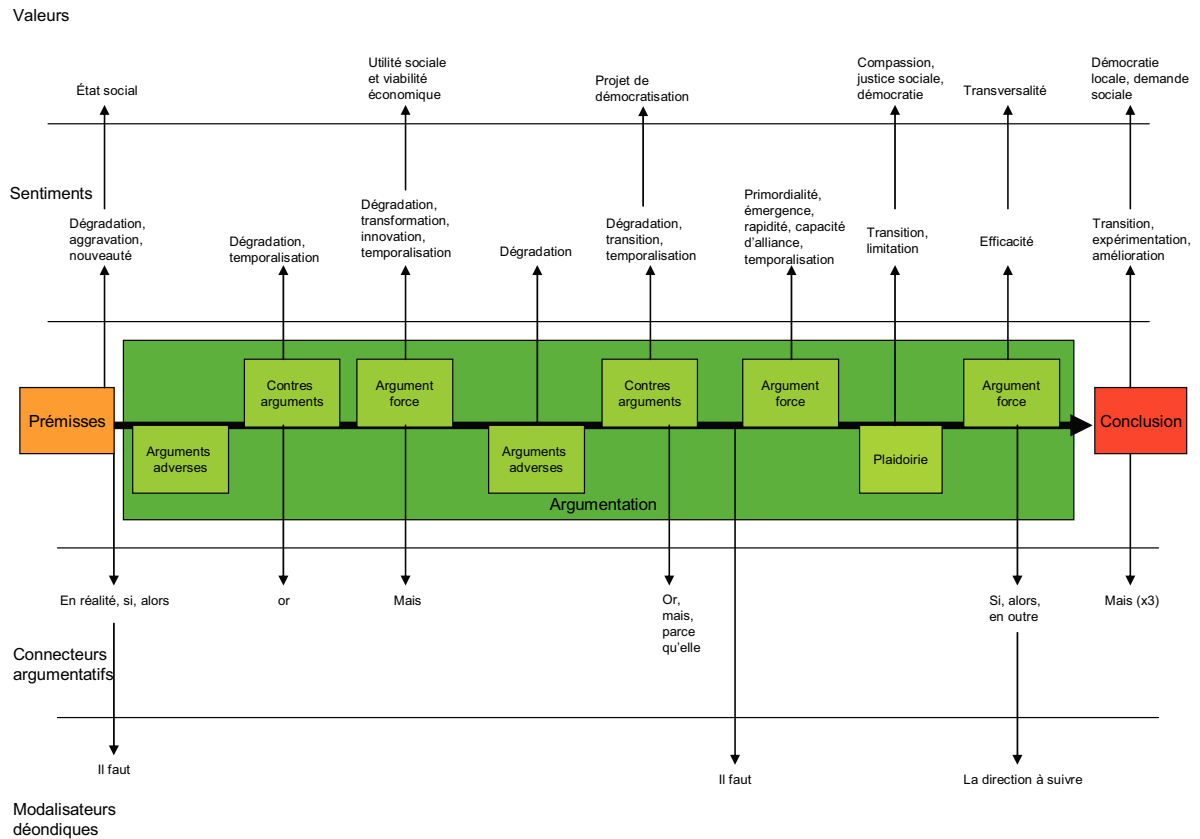 Valeurs
État social
Utilité sociale
et viabilité
économique
Projet de
démocratisation
Compassion,
justice sociale,
démocratie
Transversalité
Démocratie
locale, demande
sociale
Sentiments
Dégradation,
aggravation,
nouveauté
Dégradation,
temporalisation
Dégradation,
transformation,
innovation,
temporalisation
Dégradation
Dégradation,
transition,
temporalisation
Primordialité,
émergence,
rapidité, capacité
d'alliance,
temporalisation
Transition,
limitation
Efficacité
Transition,
expérimentation,
amélioration
Prémisses
Arguments
adverses
Contres
arguments
Argument
force
Arguments
adverses
Contres
arguments
Argument
force
Plaidoirie
Argument
force
Conclusion
Argumentation
En réalité, si, alors
or
Mais
Or,
mais,
parce
qu'elle
Si, alors,
en outre
Mais (x3)
Connecteurs
argumentatifs
Il faut
Il faut
La direction à suivre
Modalisateurs
déondiques